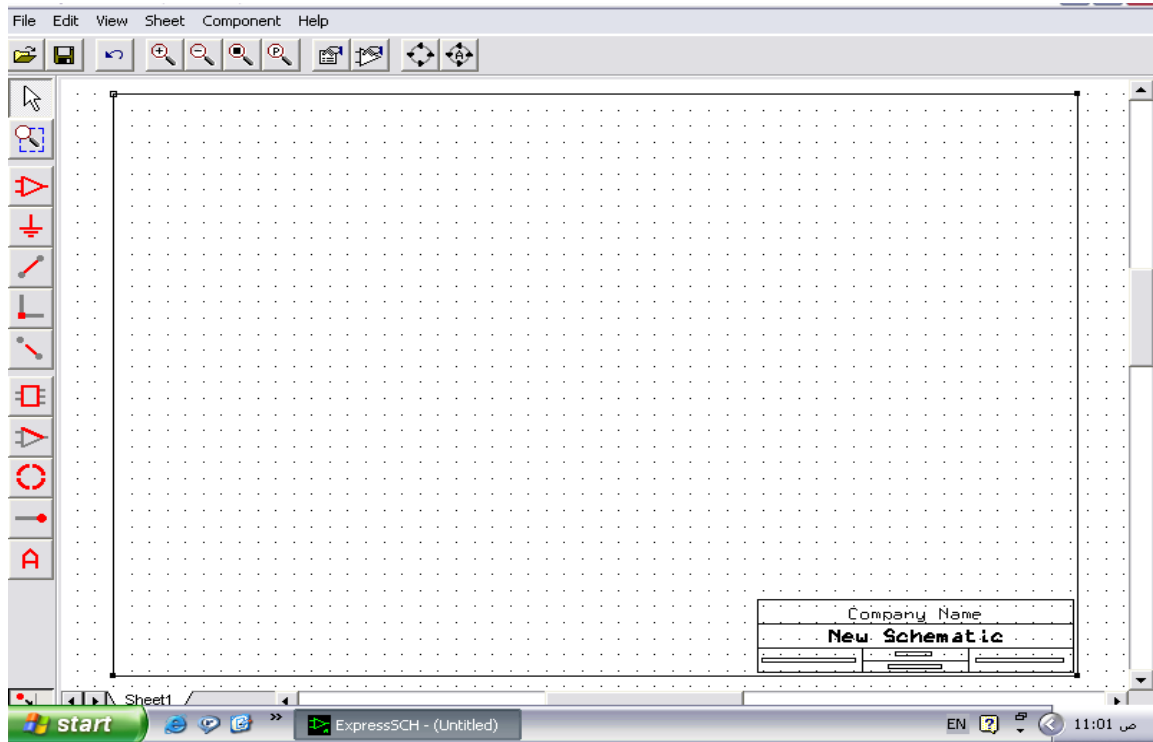 File Edit View Sheet Component Help
Company Name
New Schematic
Sheet1
start
ExpressSCH - (Untitled)
EN
11:01 ص